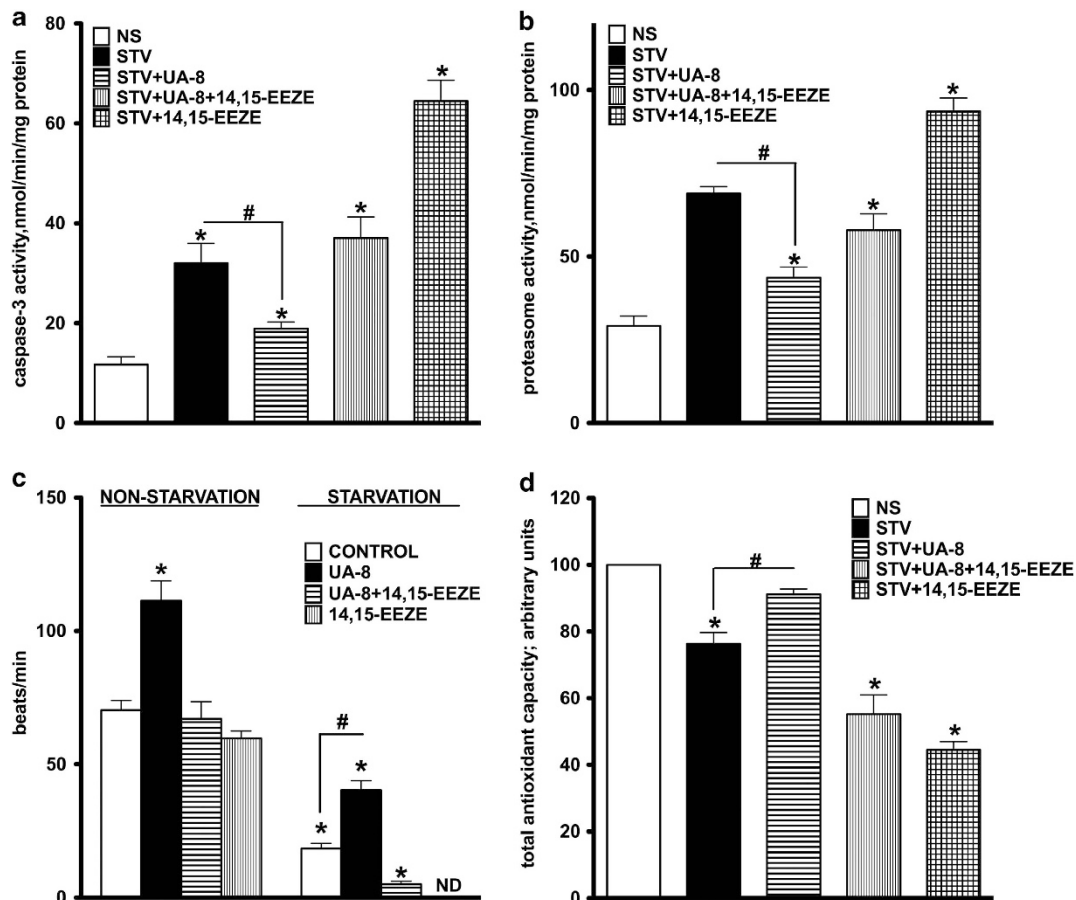 a
80
60
40
20
0
caspase-3 activity,nmol/min/mg protein
NS
STV
STV+UA-8
STV+UA-8+14,15-EEZE
STV+14,15-EEZE
*
#
*
*
*
b
100
50
0
proteasome activity,nmol/min/mg protein
NS
STV
STV+UA-8
STV+UA-8+14,15-EEZE
STV+14,15-EEZE
#
*
*
*
c
150
100
50
0
beats/min
NON-STARVATION
STARVATION
CONTROL
UA-8
UA-8+14,15-EEZE
14,15-EEZE
*
#
*
*
*
ND
d
120
100
80
60
40
20
0
total antioxidant capacity; arbitrary units
NS
STV
STV+UA-8
STV+UA-8+14,15-EEZE
STV+14,15-EEZE
#
*
*
*